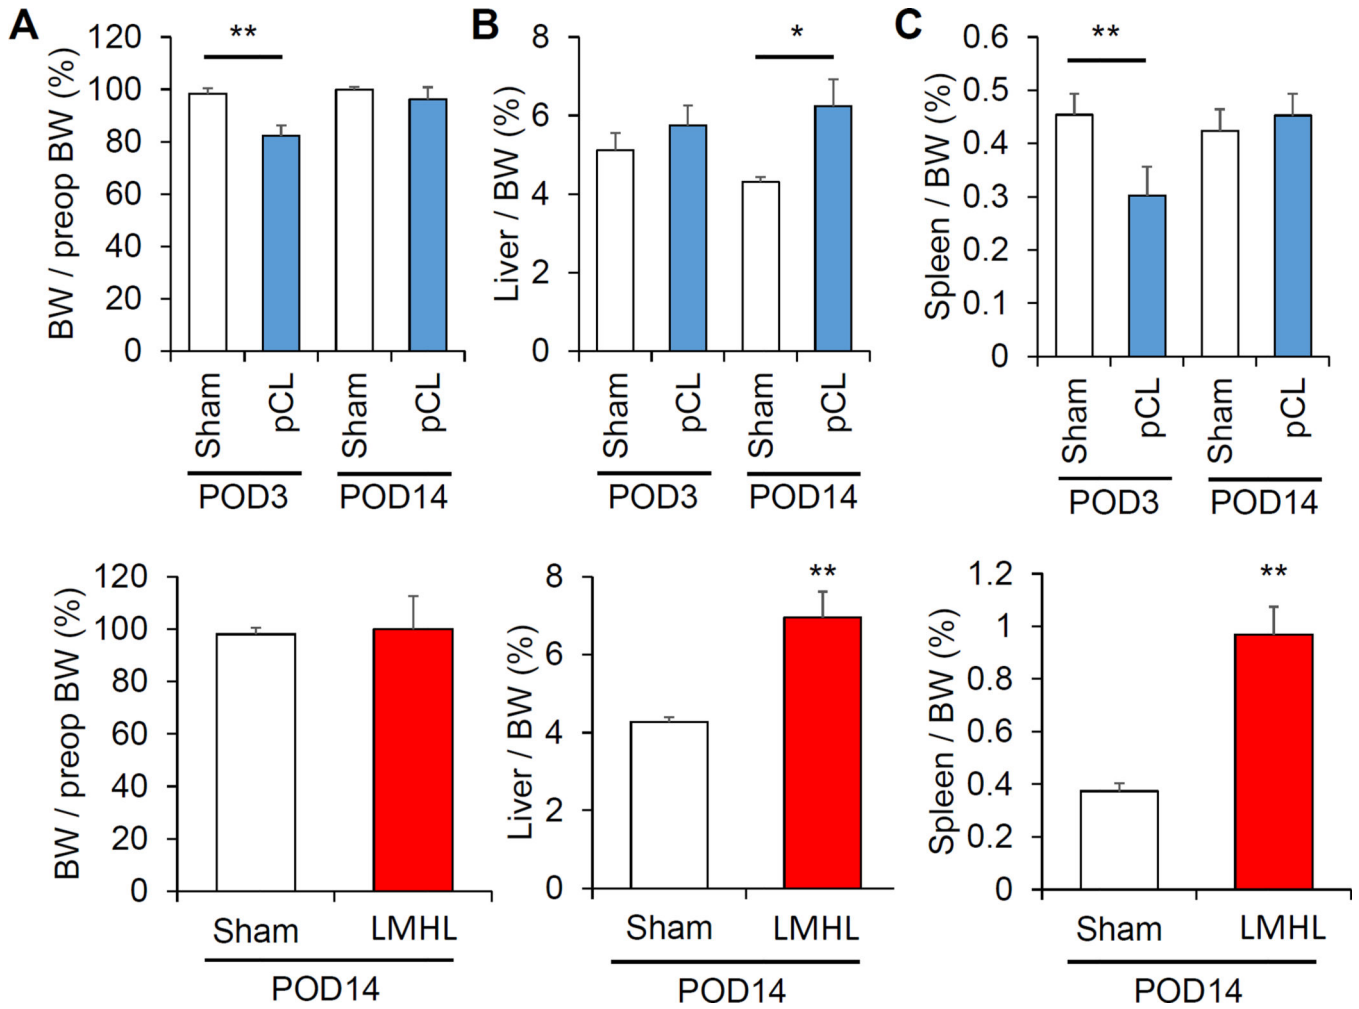 A
BW / preop BW (%)
120
100
80
60
40
20
0
**
Sham
pCL
Sham
pCL
POD3
POD14
B
Liver / BW (%)
8
6
4
2
0
*
Sham
pCL
Sham
pCL
POD3
POD14
C
Spleen / BW (%)
0.6
0.5
0.4
0.3
0.2
0.1
0
**
Sham
pCL
Sham
pCL
POD3
POD14
BW / preop BW (%)
120
100
80
60
40
20
0
Sham
LMHL
POD14
Liver / BW (%)
8
6
4
2
0
**
Sham
LMHL
POD14
Spleen / BW (%)
1.2
1
0.8
0.6
0.4
0.2
0
**
Sham
LMHL
POD14